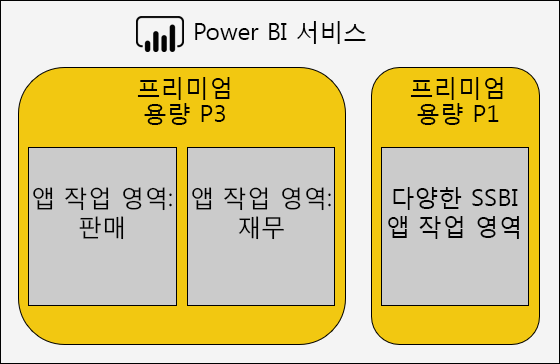 Power BI 서비스
프리미엄
용량 P3
앱 작업 영역:
판매
앱 작업 영역:
재무
프리미엄
용량 P1
다양한 SSBI
앱 작업 영역